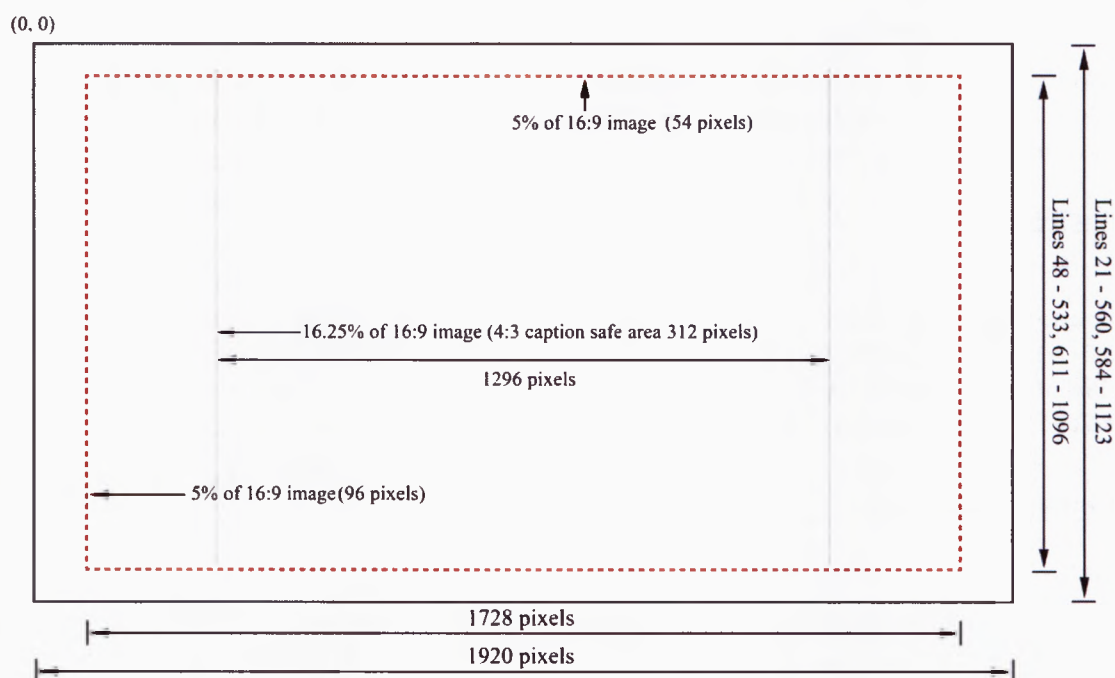 (0, 0)
5% of 16:9 image (54 pixels)
16.25% of 16:9 image (4:3 caption safe area 312 pixels)
1296 pixels
5% of 16:9 image(96 pixels)
1728 pixels
1920 pixels
Lines 48 - 533, 611 - 1096
Lines 21 - 560, 584 - 1123